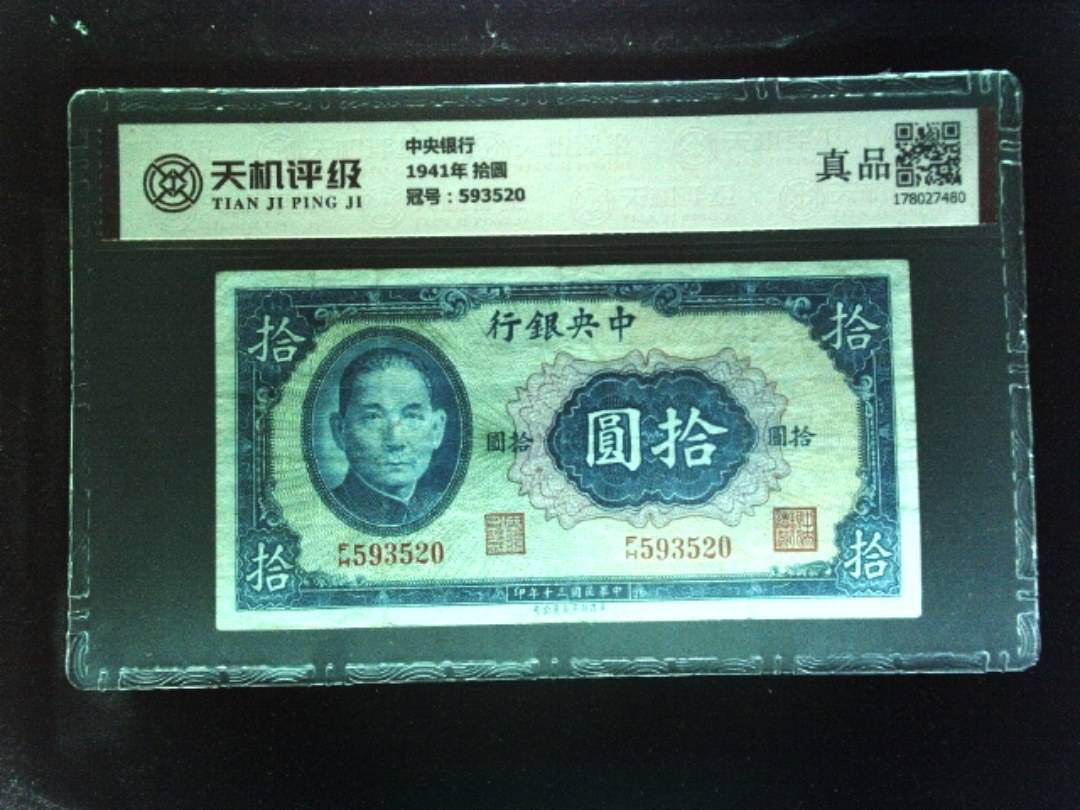 天机评级
TIAN JI PING JI
中央银行
1941年 拾圆
冠号：593520
真品
178027480
中央銀行
拾
拾
拾圓
拾圓
拾圓
F/H593520
F/H593520
拾
拾
中華民國三十年印